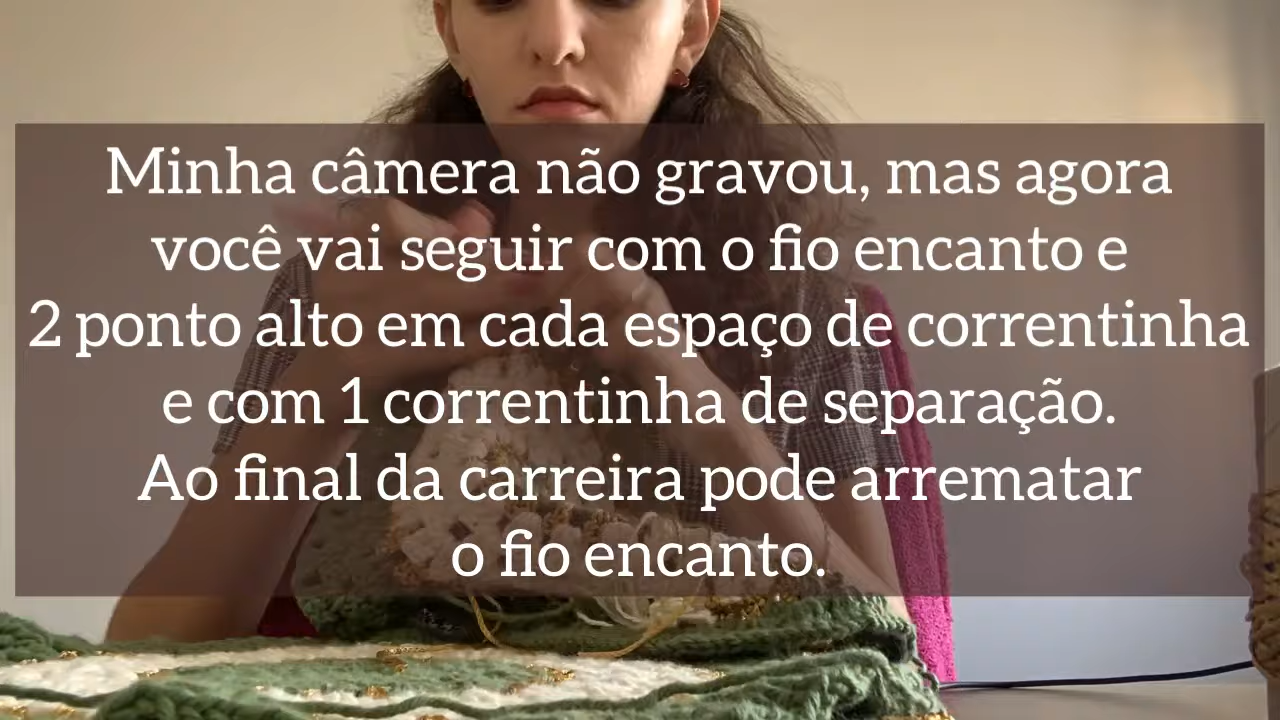 Minha câmera não gravou, mas agora
você vai seguir com o fio encanto e
2 ponto alto em cada espaço de correntinha
e com 1 correntinha de separação.
Ao final da carreira pode arrematar
o fio encanto.